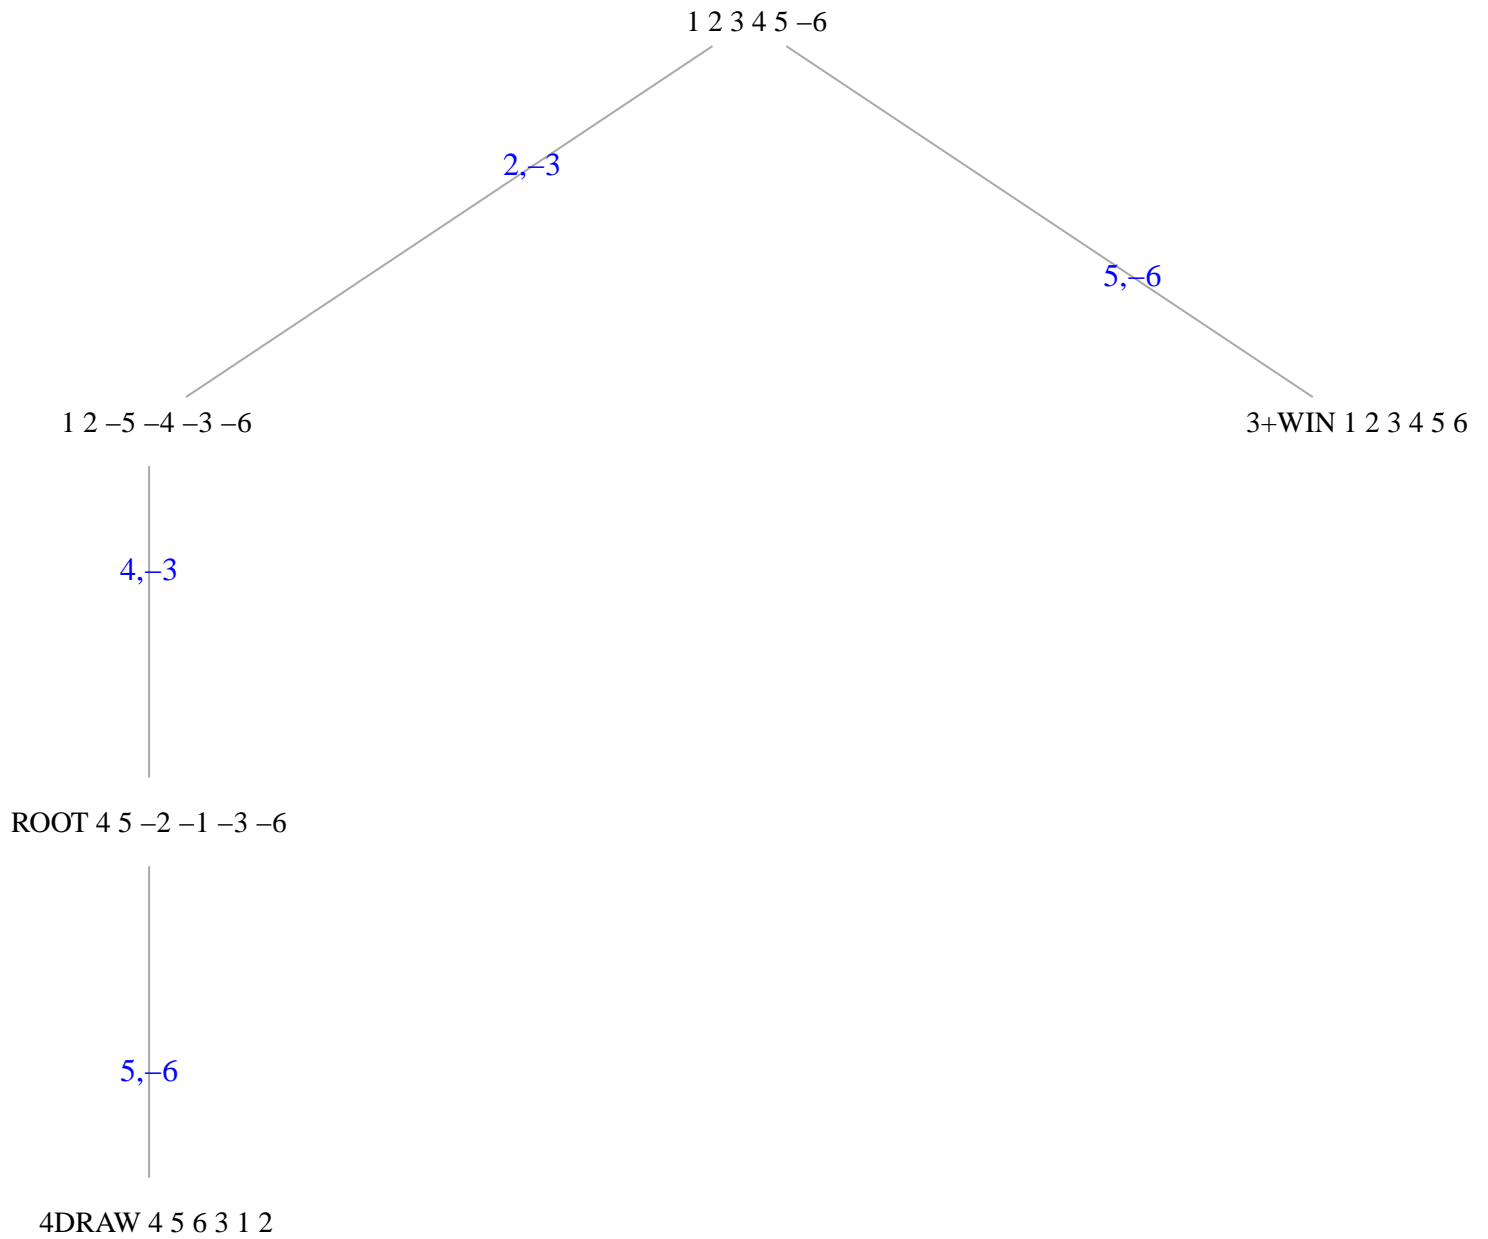 1 2 3 4 5 –6
2,–3
5,–6
1 2 –5 –4 –3 –6
3+WIN 1 2 3 4 5 6
4,–3
ROOT 4 5 –2 –1 –3 –6
5,–6
4DRAW 4 5 6 3 1 2